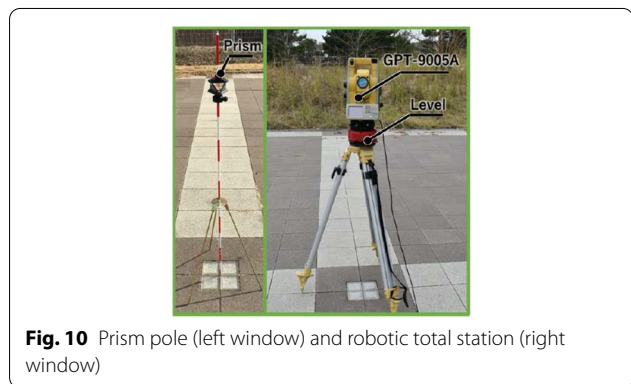 Prism
GPT-9005A
Level
Fig. 10 Prism pole (left window) and robotic total station (right
window)